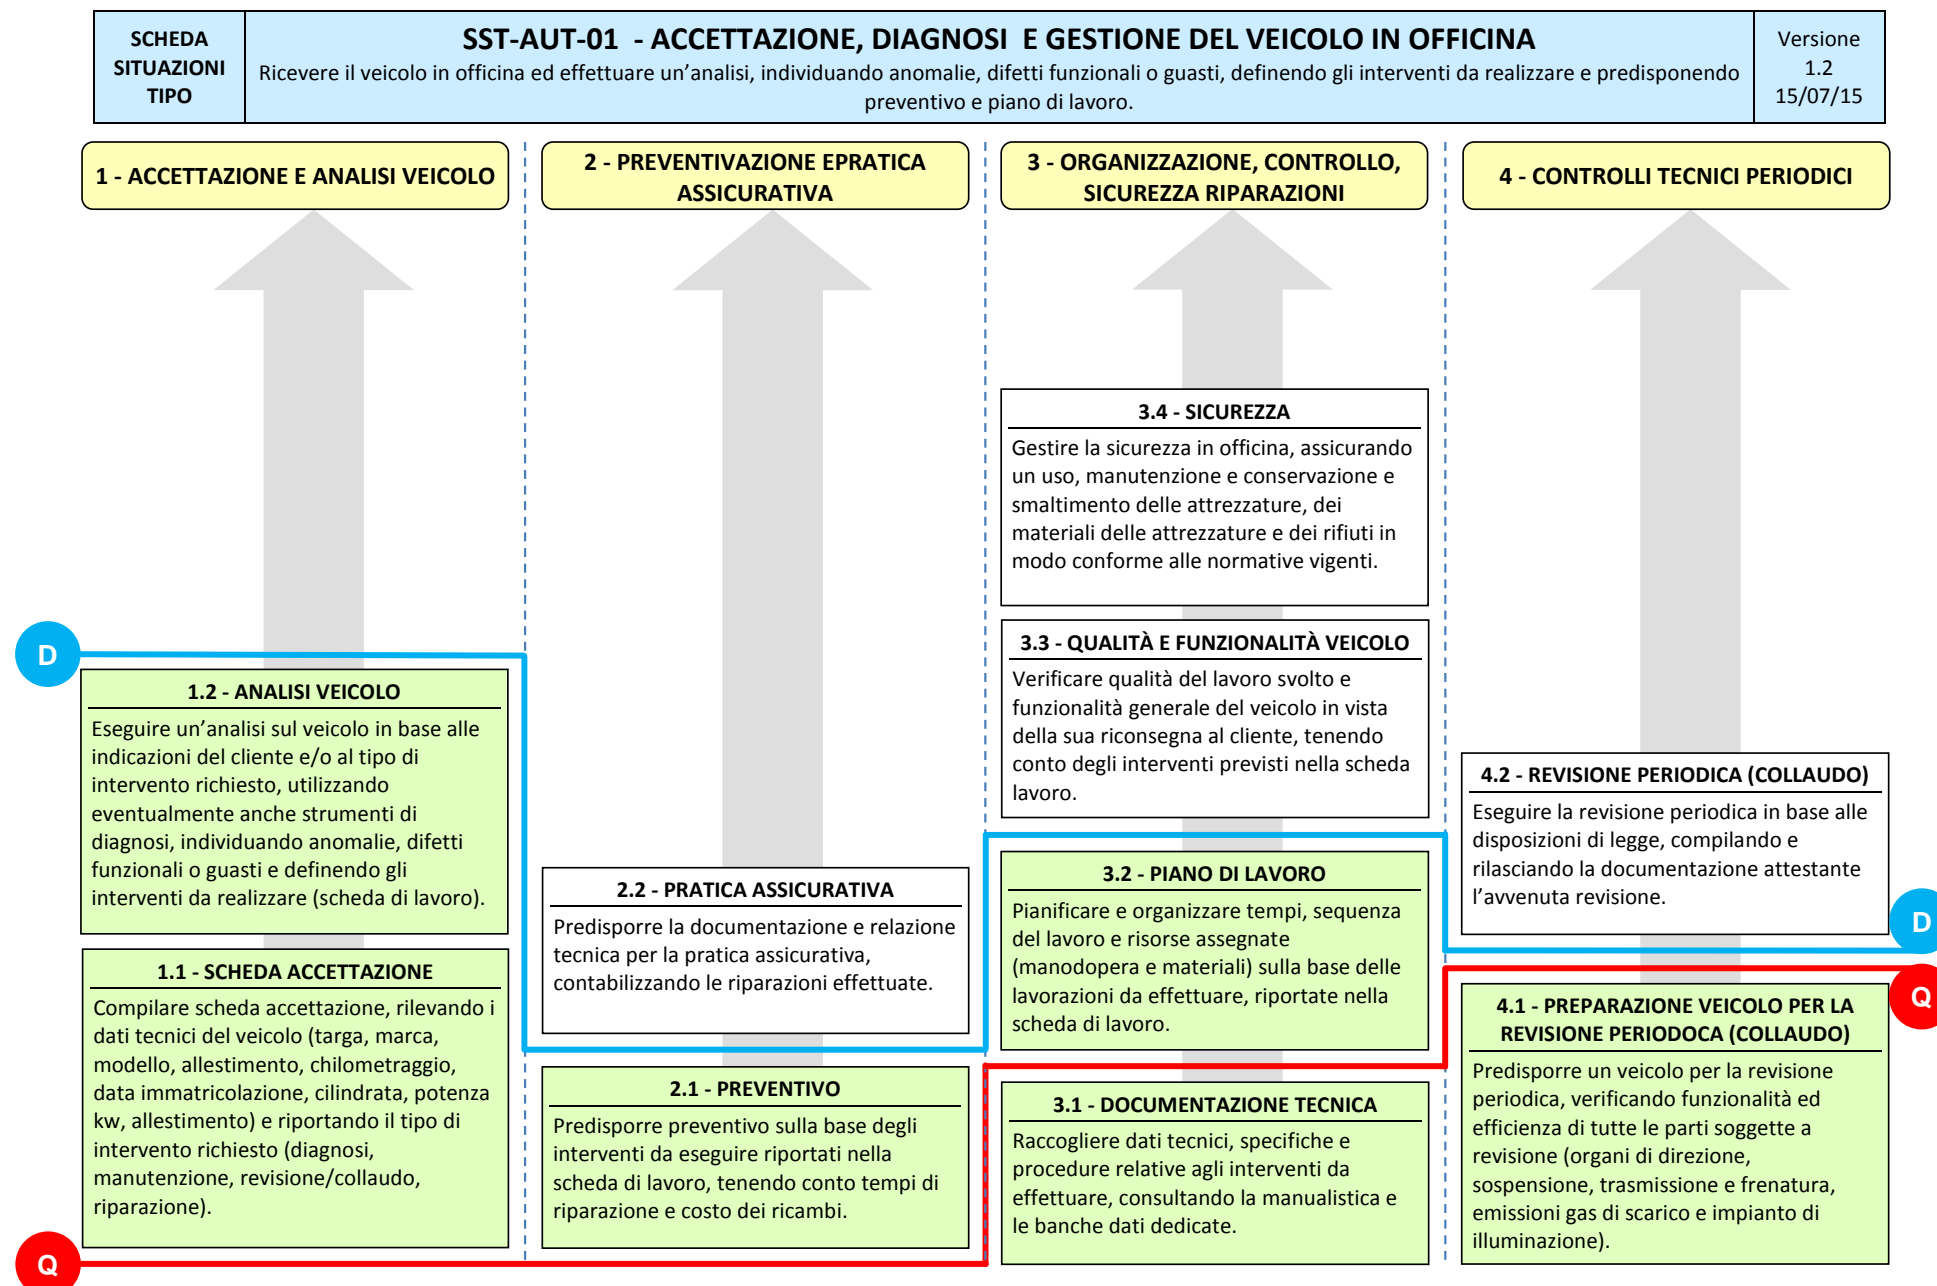 SCHEDA
SITUAZIONI
TIPO
SST-AUT-01 - ACCETTAZIONE, DIAGNOSI E GESTIONE DEL VEICOLO IN OFFICINA
Ricevere il veicolo in officina ed effettuare un’analisi, individuando anomalie, difetti funzionali o guasti, definendo gli interventi da realizzare e predisponendo
preventivo e piano di lavoro.
Versione
1.2
15/07/15
1 - ACCETTAZIONE E ANALISI VEICOLO
2 - PREVENTIVAZIONE EPRATICA
ASSICURATIVA
3 - ORGANIZZAZIONE, CONTROLLO,
SICUREZZA RIPARAZIONI
4 - CONTROLLI TECNICI PERIODICI
D
1.2 - ANALISI VEICOLO
Eseguire un’analisi sul veicolo in base alle
indicazioni del cliente e/o al tipo di
intervento richiesto, utilizzando
eventualmente anche strumenti di
diagnosi, individuando anomalie, difetti
funzionali o guasti e definendo gli
interventi da realizzare (scheda di lavoro).
1.1 - SCHEDA ACCETTAZIONE
Compilare scheda accettazione, rilevando i
dati tecnici del veicolo (targa, marca,
modello, allestimento, chilometraggio,
data immatricolazione, cilindrata, potenza
kw, allestimento) e riportando il tipo di
intervento richiesto (diagnosi,
manutenzione, revisione/collaudo,
riparazione).
Q
2.2 - PRATICA ASSICURATIVA
Predisporre la documentazione e relazione
tecnica per la pratica assicurativa,
contabilizzando le riparazioni effettuate.
2.1 - PREVENTIVO
Predisporre preventivo sulla base degli
interventi da eseguire riportati nella
scheda di lavoro, tenendo conto tempi di
riparazione e costo dei ricambi.
3.4 - SICUREZZA
Gestire la sicurezza in officina, assicurando
un uso, manutenzione e conservazione e
smaltimento delle attrezzature, dei
materiali delle attrezzature e dei rifiuti in
modo conforme alle normative vigenti.
3.3 - QUALITÀ E FUNZIONALITÀ VEICOLO
Verificare qualità del lavoro svolto e
funzionalità generale del veicolo in vista
della sua riconsegna al cliente, tenendo
conto degli interventi previsti nella scheda
lavoro.
3.2 - PIANO DI LAVORO
Pianificare e organizzare tempi, sequenza
del lavoro e risorse assegnate
(manodopera e materiali) sulla base delle
lavorazioni da effettuare, riportate nella
scheda di lavoro.
3.1 - DOCUMENTAZIONE TECNICA
Raccogliere dati tecnici, specifiche e
procedure relative agli interventi da
effettuare, consultando la manualistica e
le banche dati dedicate.
4.2 - REVISIONE PERIODICA (COLLAUDO)
Eseguire la revisione periodica in base alle
disposizioni di legge, compilando e
rilasciando la documentazione attestante
l’avvenuta revisione.
D
Q
4.1 - PREPARAZIONE VEICOLO PER LA
REVISIONE PERIODOCA (COLLAUDO)
Predisporre un veicolo per la revisione
periodica, verificando funzionalità ed
efficienza di tutte le parti soggette a
revisione (organi di direzione,
sospensione, trasmissione e frenatura,
emissioni gas di scarico e impianto di
illuminazione).